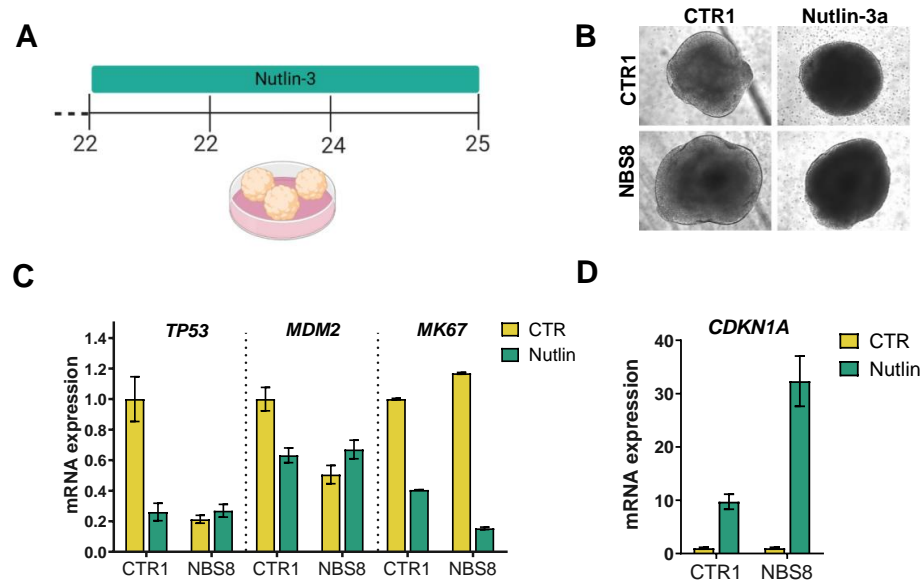 A
Nutlin-3
22 22 24 25
B
CTR1 Nutlin-3a
CTR1
NBS8
C
TP53 MDM2 MK67
CTR
Nutlin
mRNA expression
1.4
1.2
1.0
0.8
0.6
0.4
0.2
0.0
CTR1 NBS8 CTR1 NBS8 CTR1 NBS8
D
CDKN1A
CTR
Nutlin
mRNA expression
40
30
20
10
0
CTR1 NBS8